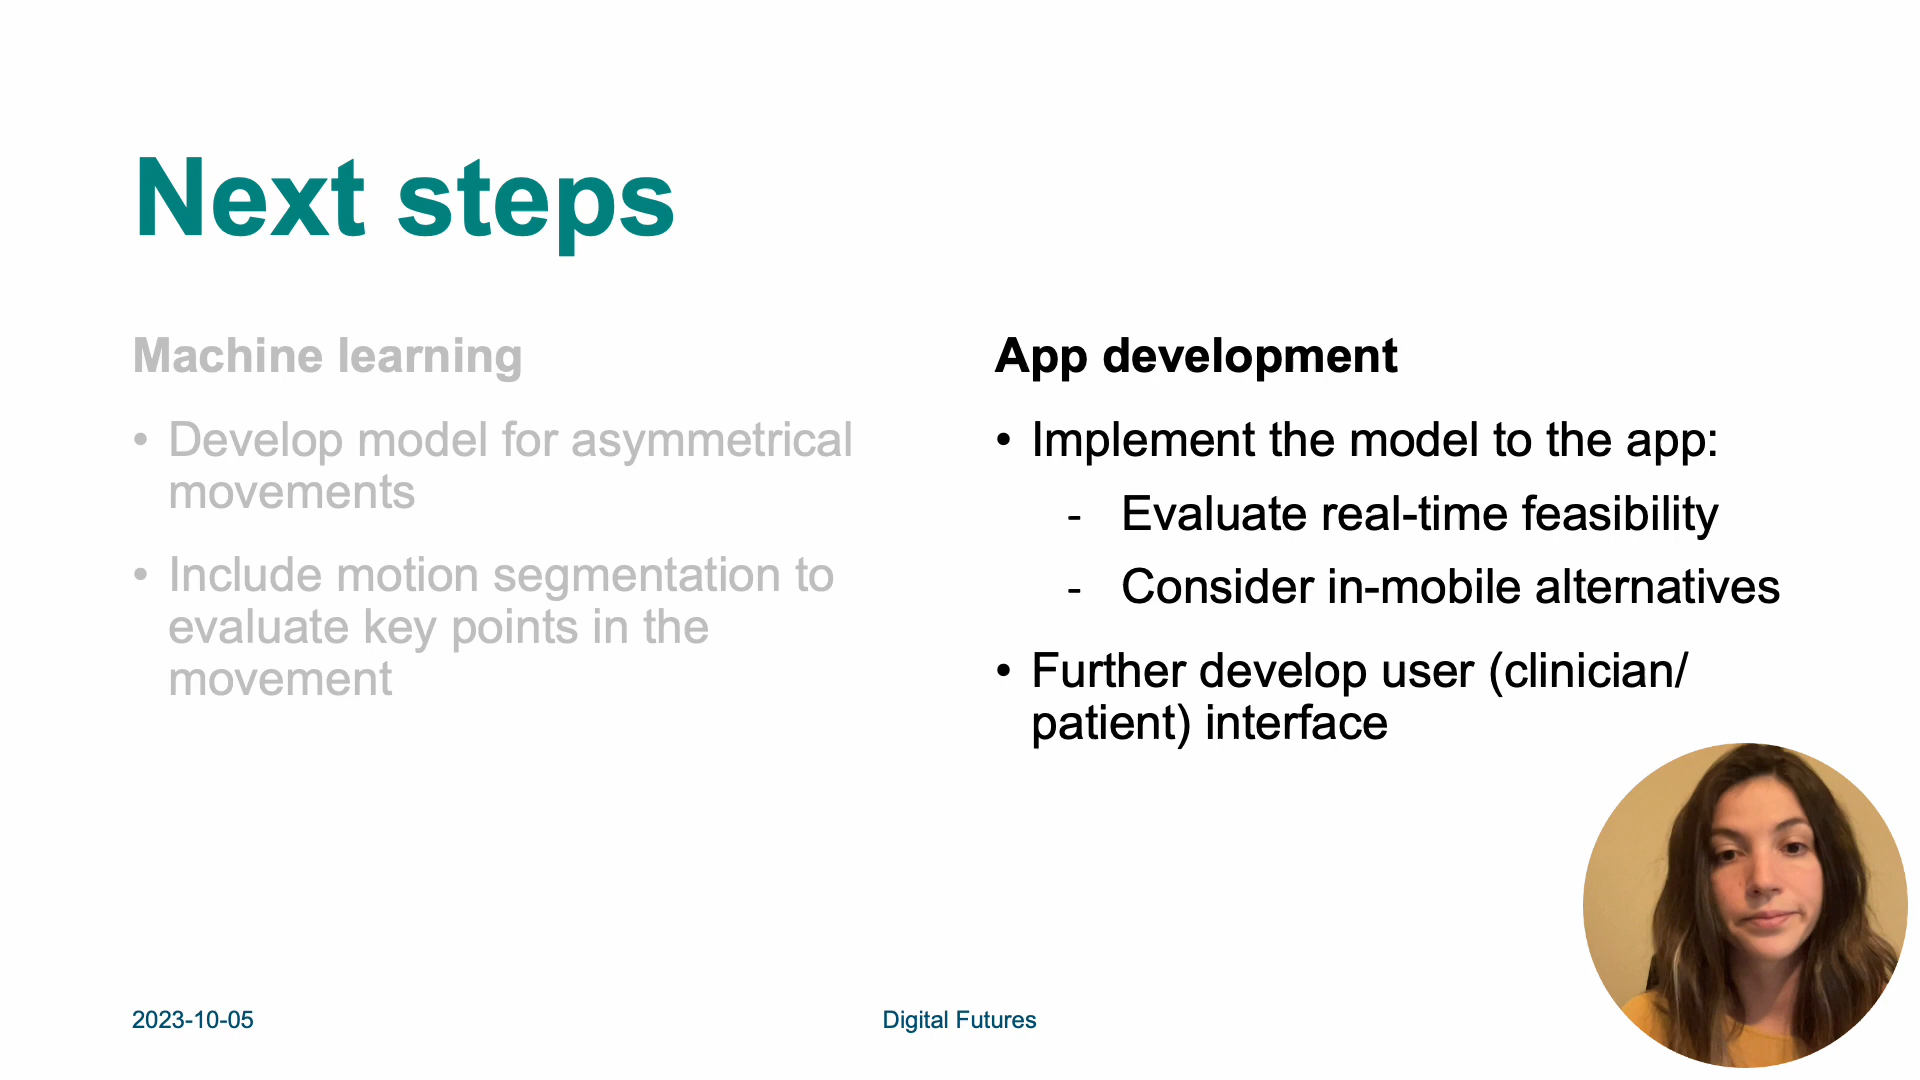 Next steps
Machine learning
• Develop model for asymmetrical
movements
• Include motion segmentation to
evaluate key points in the
movement
App development
• Implement the model to the app:
- Evaluate real-time feasibility
- Consider in-mobile alternatives
• Further develop user (clinician/
patient) interface
2023-10-05
Digital Futures